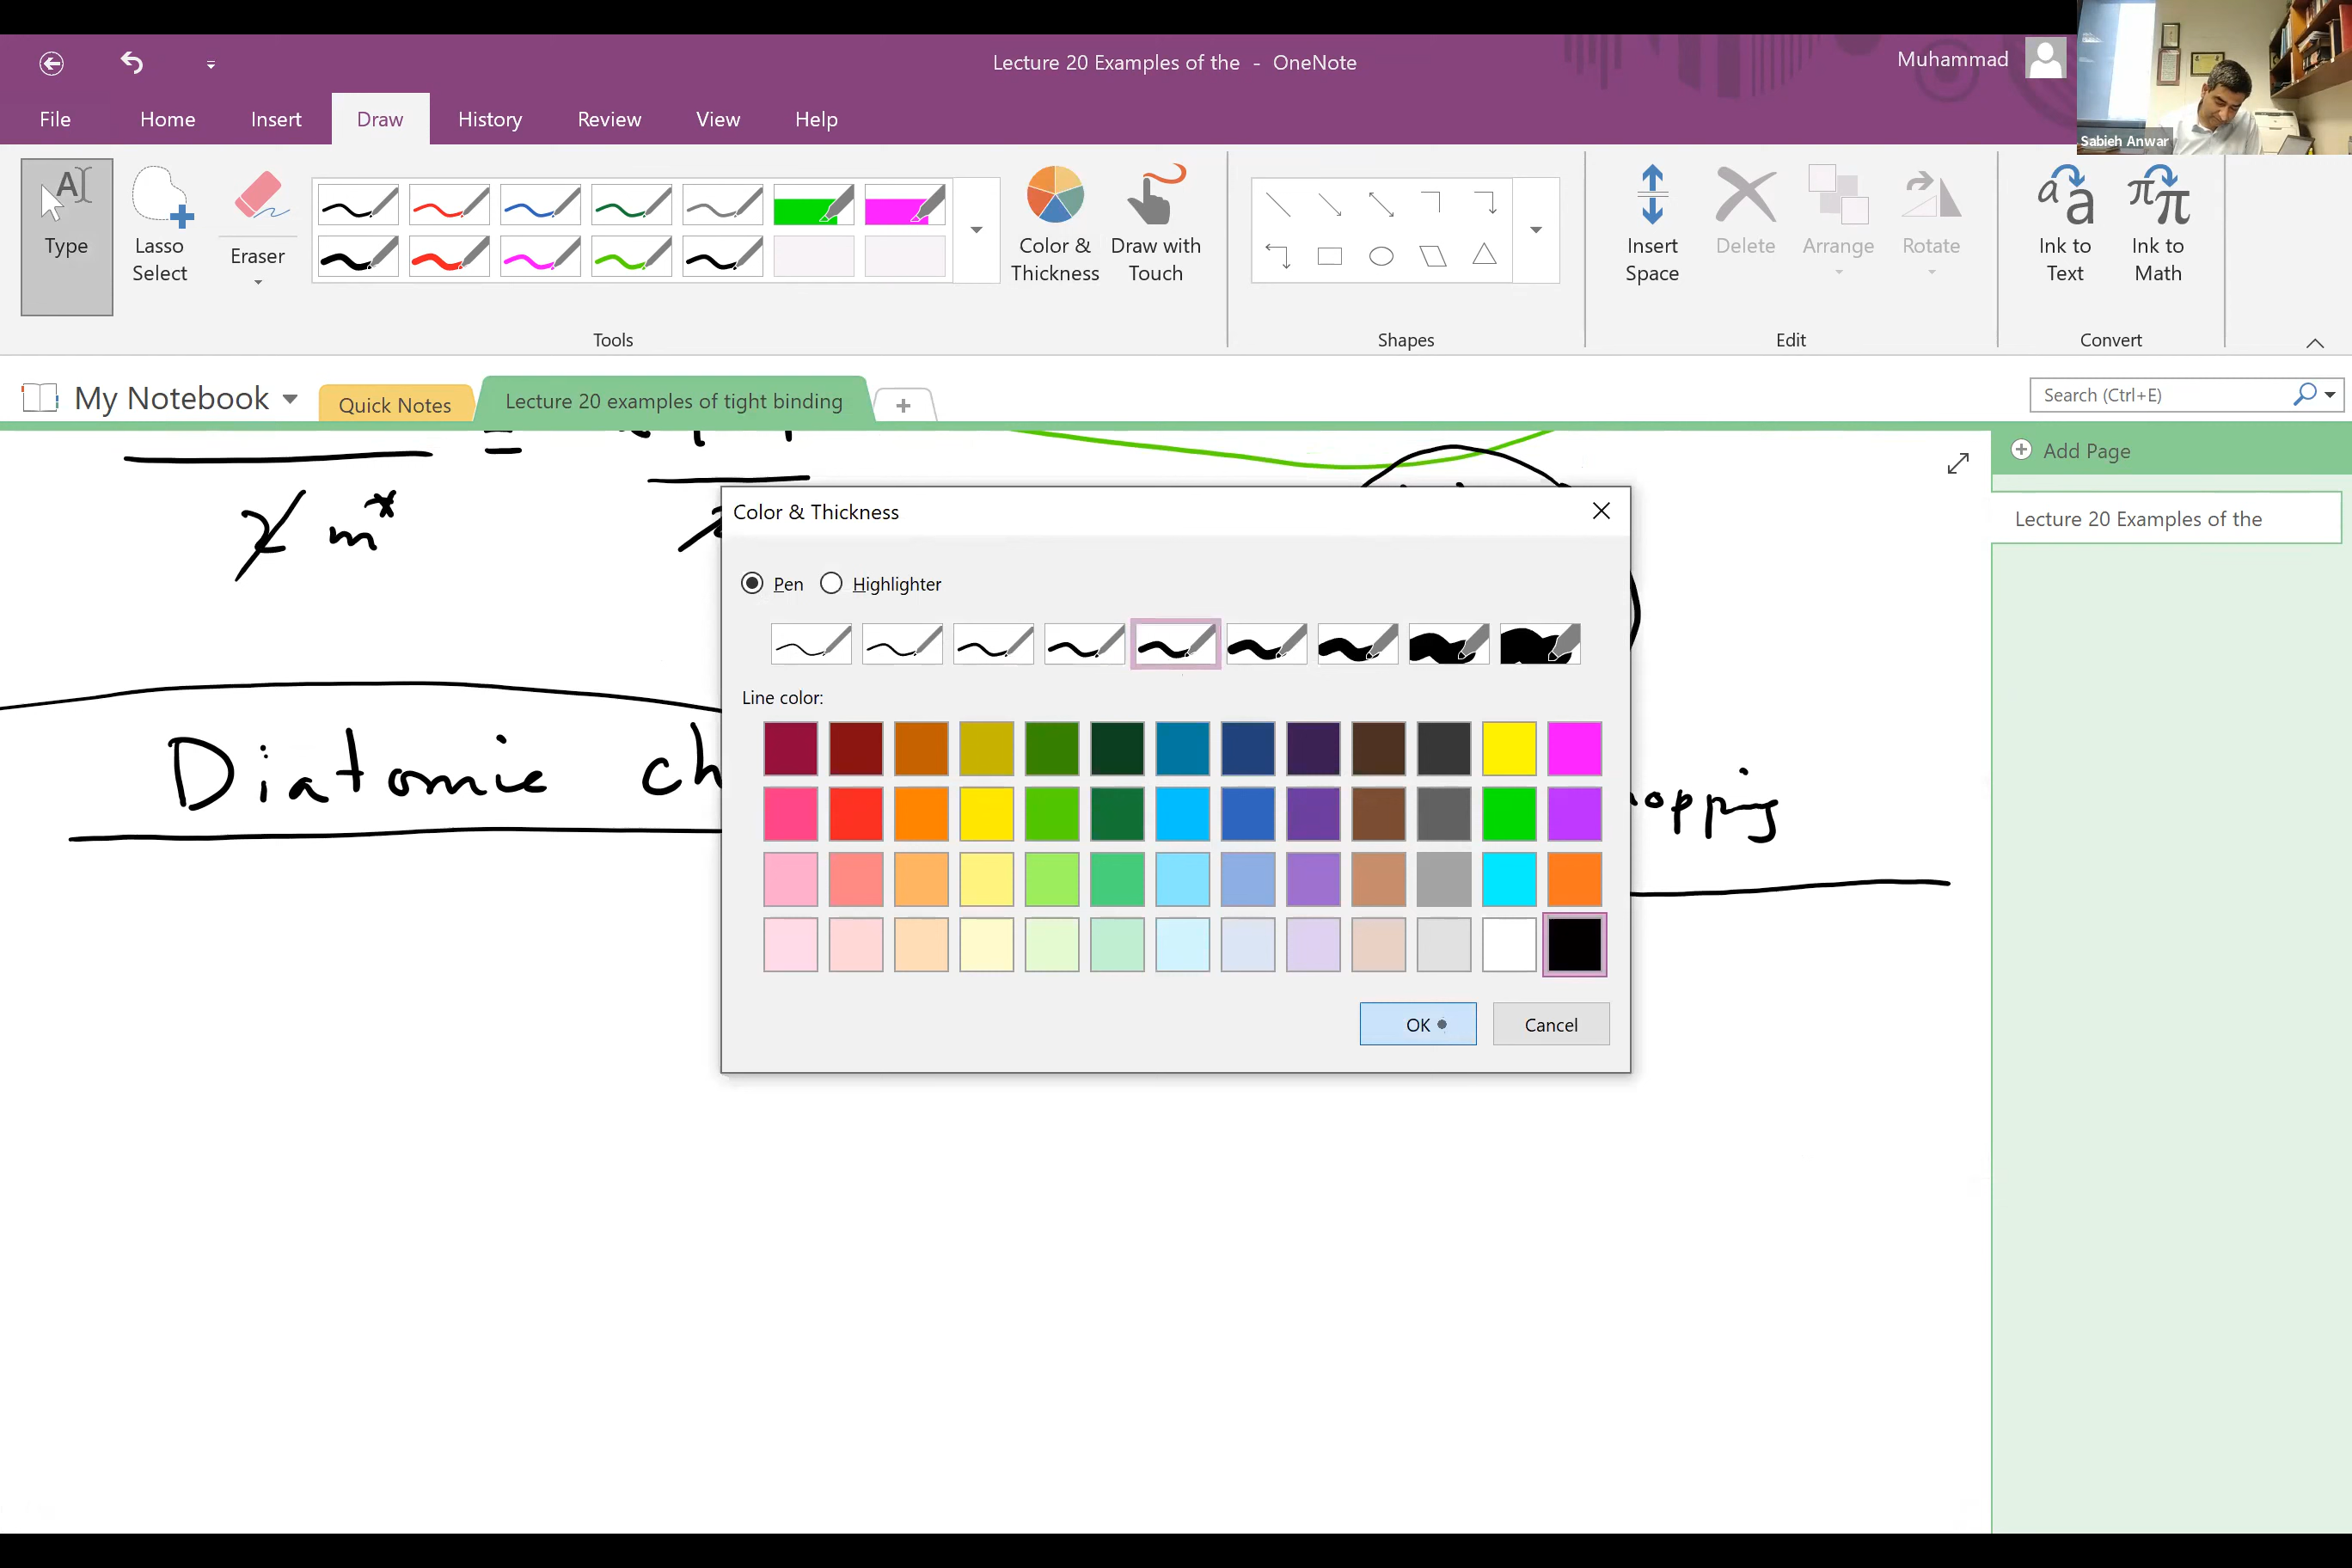 Lecture 20 Examples of the - OneNote
Muhammad
Sabieh Anwar
File Home Insert Draw History Review View Help
Type
Lasso Select
Eraser
Color & Thickness
Draw with Touch
Insert Space
Delete
Arrange
Rotate
Ink to Text
Ink to Math
Tools
Shapes
Edit
Convert
My Notebook
Quick Notes
Lecture 20 examples of tight binding
Search (Ctrl+E)
Add Page
Lecture 20 Examples of the
=
2 m*
Color & Thickness
Pen
Highlighter
Line color:
OK
Cancel
Diatomic ch
opping